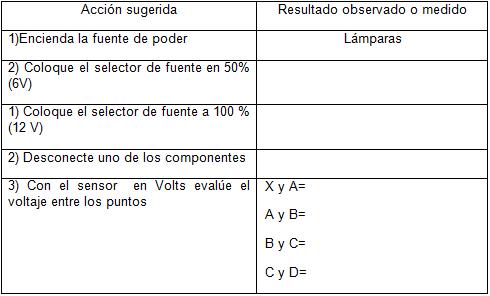 Acción sugerida
Resultado observado o medido
1)Encienda la fuente de poder
Lámparas
2) Coloque el selector de fuente en 50%
(6V)
1) Coloque el selector de fuente a 100 %
(12 V)
2) Desconecte uno de los componentes
3) Con el sensor en Volts evalúe el
voltaje entre los puntos
X y A=
A y B=
B y C=
C y D=